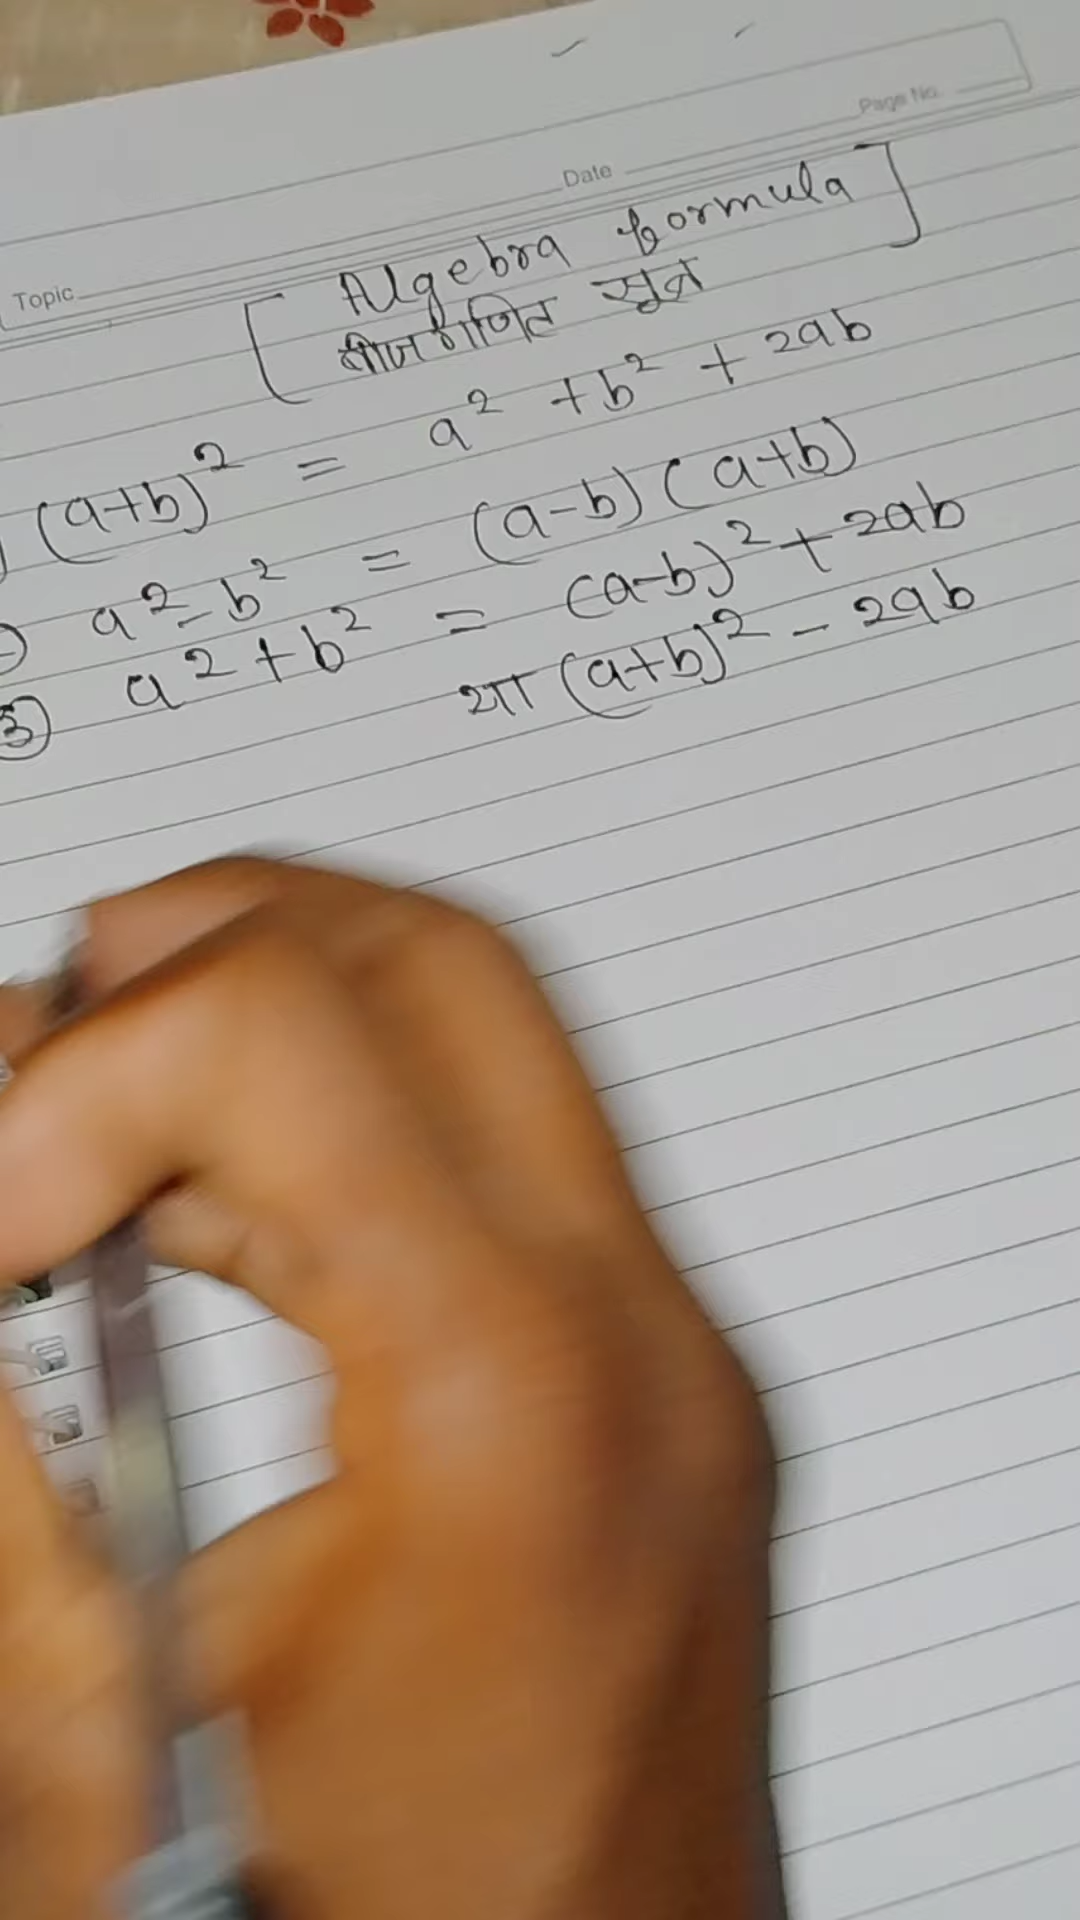 Page No.
Date
Topic
[Algebra formula]
बीजगणित सूत्र
(a+b)² = a² + b² + 2ab
a² - b² = (a-b) (a+b)
③ a² + b² = (a-b)² + 2ab
या (a+b)² - 2ab